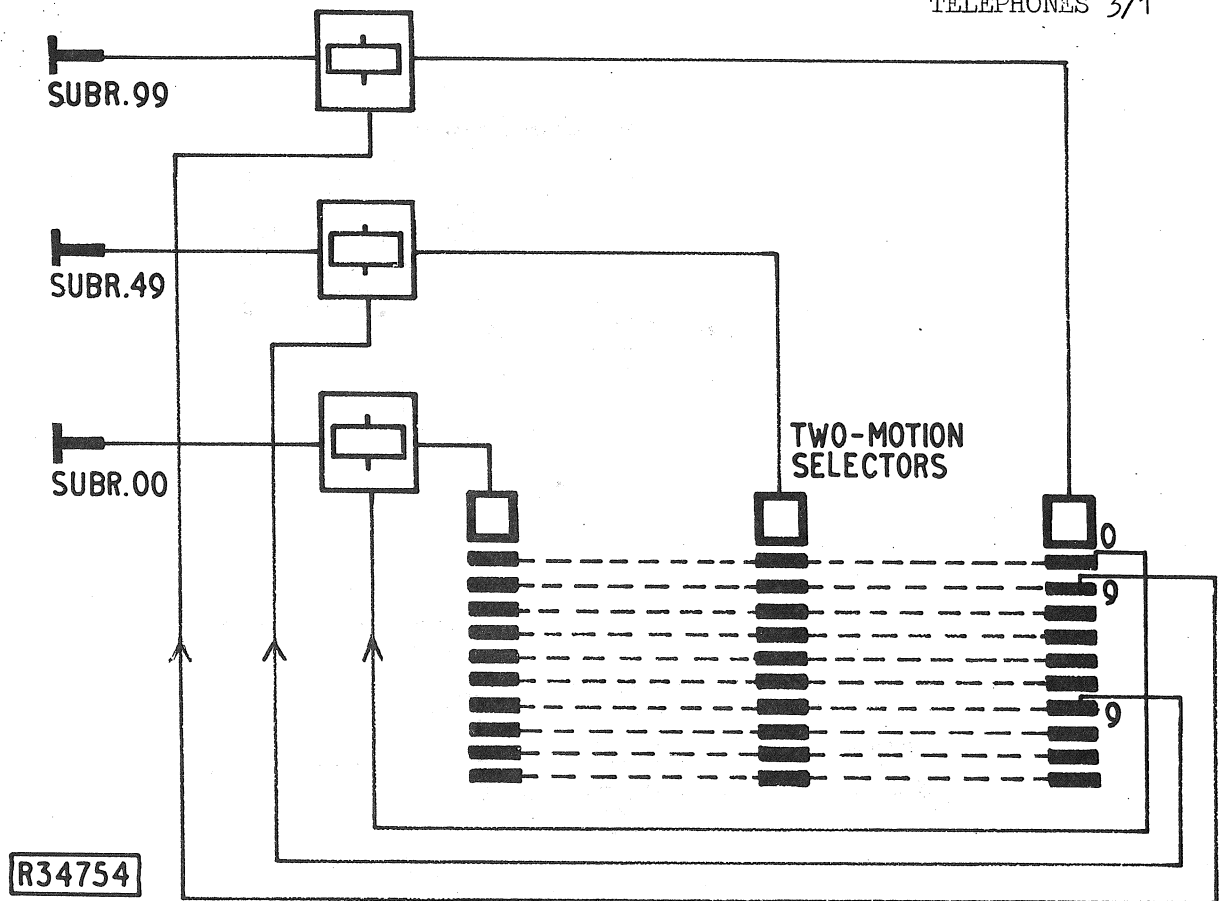 TELEPHONES 3/1
SUBR.99
SUBR.49
SUBR.00
TWO-MOTION
SELECTORS
0
9
9
R34754